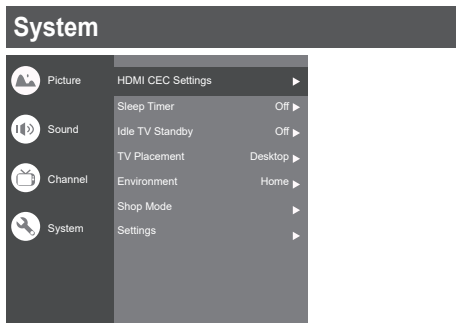 System
Picture
Sound
Channel
System
HDMI CEC Settings
Sleep Timer Off
Idle TV Standby Off
TV Placement Desktop
Environment Home
Shop Mode
Settings